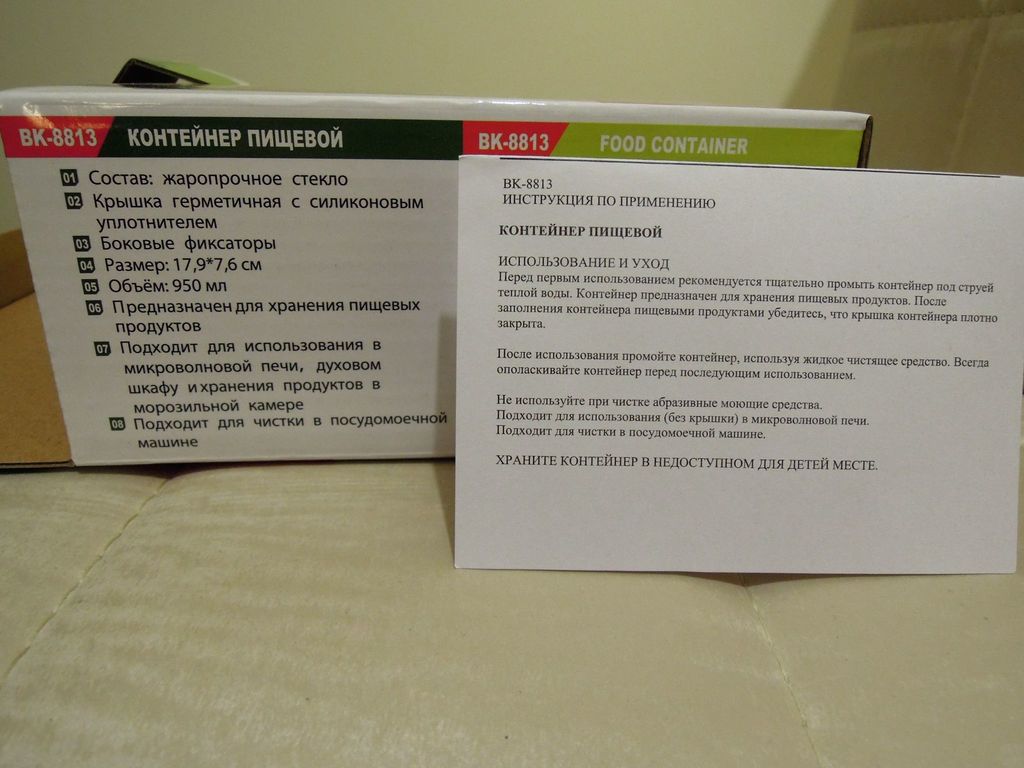 BK-8813 КОНТЕЙНЕР ПИЩЕВОЙ
01 Состав: жаропрочное стекло
02 Крышка герметичная с силиконовым
уплотнителем
03 Боковые фиксаторы
04 Размер: 17,9*7,6 см
05 Объём: 950 мл
06 Предназначен для хранения пищевых
продуктов
07 Подходит для использования в
микроволновой печи, духовом
шкафу и хранения продуктов в
морозильной камере
08 Подходит для чистки в посудомоечной
машине
BK-8813 FOOD CONTAINER
BK-8813
ИНСТРУКЦИЯ ПО ПРИМЕНЕНИЮ
КОНТЕЙНЕР ПИЩЕВОЙ
ИСПОЛЬЗОВАНИЕ И УХОД
Перед первым использованием рекомендуется тщательно промыть контейнер под струей
теплой воды. Контейнер предназначен для хранения пищевых продуктов. После
заполнения контейнера пищевыми продуктами убедитесь, что крышка контейнера плотно
закрыта.
После использования промойте контейнер, используя жидкое чистящее средство. Всегда
ополаскивайте контейнер перед последующим использованием.
Не используйте при чистке абразивные моющие средства.
Подходит для использования (без крышки) в микроволновой печи.
Подходит для чистки в посудомоечной машине.
ХРАНИТЕ КОНТЕЙНЕР В НЕДОСТУПНОМ ДЛЯ ДЕТЕЙ МЕСТЕ.